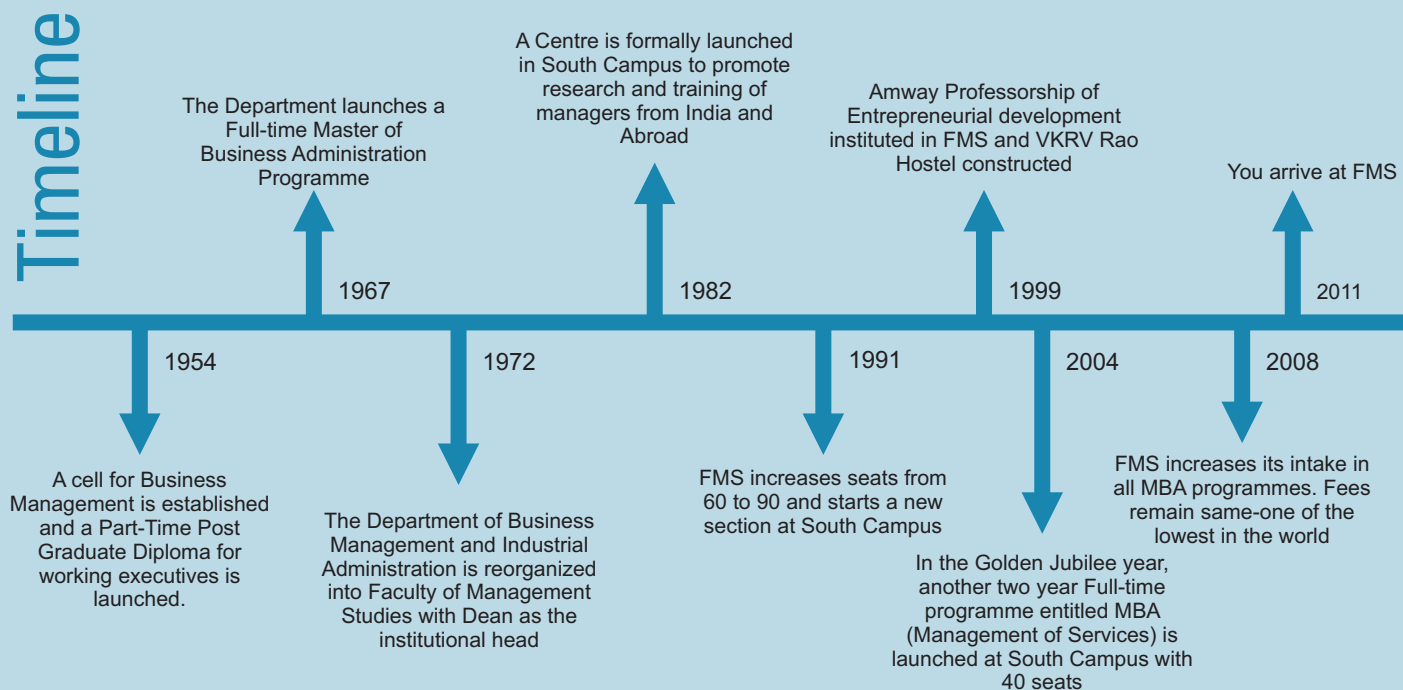 Timeline
A cell for Business
Management is established
and a Part-Time Post
Graduate Diploma for
working executives is
launched.
1954
The Department launches a
Full-time Master of
Business Administration
Programme
1967
1972
The Department of Business
Management and Industrial
Administration is reorganized
into Faculty of Management
Studies with Dean as the
institutional head
A Centre is formally launched
in South Campus to promote
research and training of
managers from India and
Abroad
1982
1991
FMS increases seats from
60 to 90 and starts a new
section at South Campus
Amway Professorship of
Entrepreneurial development
instituted in FMS and VKRV Rao
Hostel constructed
1999
2004
In the Golden Jubilee year,
another two year Full-time
programme entitled MBA
(Management of Services) is
launched at South Campus with
40 seats
2008
FMS increases its intake in
all MBA programmes. Fees
remain same-one of the
lowest in the world
You arrive at FMS
2011